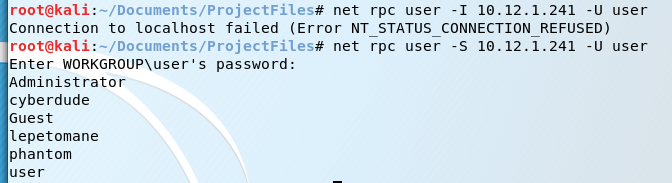 root@kali:~/Documents/ProjectFiles# net rpc user -I 10.12.1.241 -U user
Connection to localhost failed (Error NT_STATUS_CONNECTION_REFUSED)
root@kali:~/Documents/ProjectFiles# net rpc user -S 10.12.1.241 -U user
Enter WORKGROUP\user's password:
Administrator
cyberdude
Guest
lepetomane
phantom
user